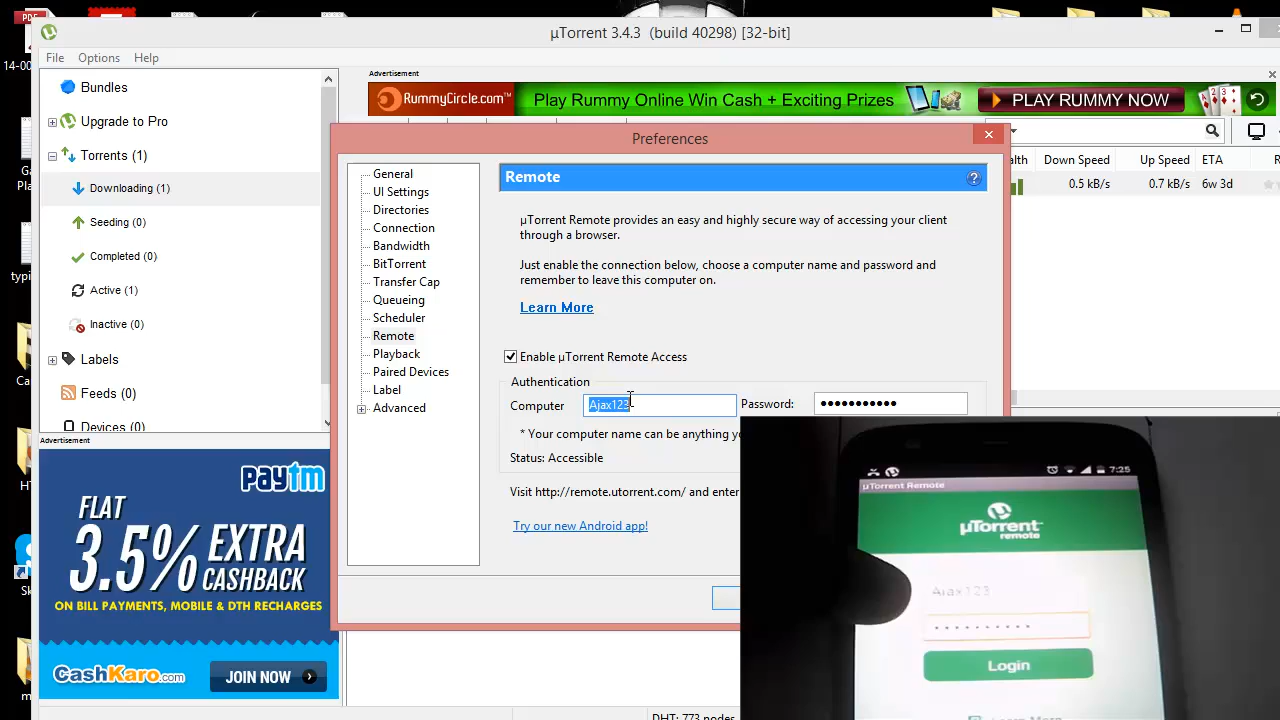 PDF
14-00
µTorrent 3.4.3 (build 40298) [32-bit]
File Options Help
Advertisement
Bundles
Upgrade to Pro
Torrents (1)
Downloading (1)
Seeding (0)
Completed (0)
Active (1)
Inactive (0)
Labels
Feeds (0)
Devices (0)
RummyCircle.com
Play Rummy Online Win Cash + Exciting Prizes
PLAY RUMMY NOW
alth Down Speed Up Speed ETA
0.5 kB/s 0.7 kB/s 6w 3d
Preferences
General
UI Settings
Directories
Connection
Bandwidth
BitTorrent
Transfer Cap
Queueing
Scheduler
Remote
Playback
Paired Devices
Label
Advanced
Remote
µTorrent Remote provides an easy and highly secure way of accessing your client
through a browser.
Just enable the connection below, choose a computer name and password and
remember to leave this computer on.
Learn More
Enable µTorrent Remote Access
Authentication
Computer Ajax123 Password: •••••••••••
* Your computer name can be anything yo
Status: Accessible
Visit http://remote.utorrent.com/ and enter
Try our new Android app!
Advertisement
paytm
FLAT
3.5% EXTRA
CASHBACK
ON BILL PAYMENTS, MOBILE & DTH RECHARGES
CashKaro.com
JOIN NOW
DHT: 773 nodes
7:25
µTorrent Remote
µTorrent
remote
Ajax123
Login
Learn More